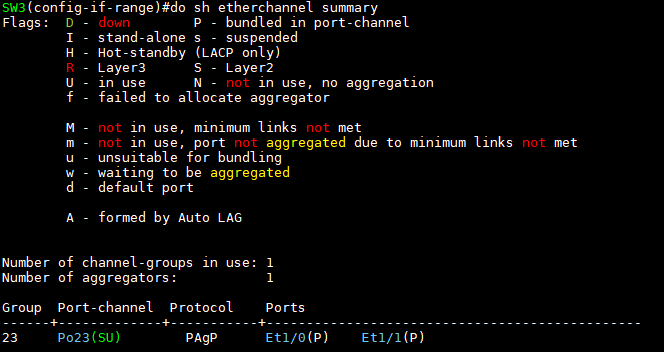 SW3(config-if-range)#do sh etherchannel summary
Flags:  D - down        P - bundled in port-channel
        I - stand-alone s - suspended
        H - Hot-standby (LACP only)
        R - Layer3      S - Layer2
        U - in use      N - not in use, no aggregation
        f - failed to allocate aggregator

        M - not in use, minimum links not met
        m - not in use, port not aggregated due to minimum links not met
        u - unsuitable for bundling
        w - waiting to be aggregated
        d - default port

        A - formed by Auto LAG


Number of channel-groups in use: 1
Number of aggregators:           1

Group  Port-channel  Protocol    Ports
------+-------------+-----------+-----------------------------------------------
23     Po23(SU)        PAgP      Et1/0(P)    Et1/1(P)